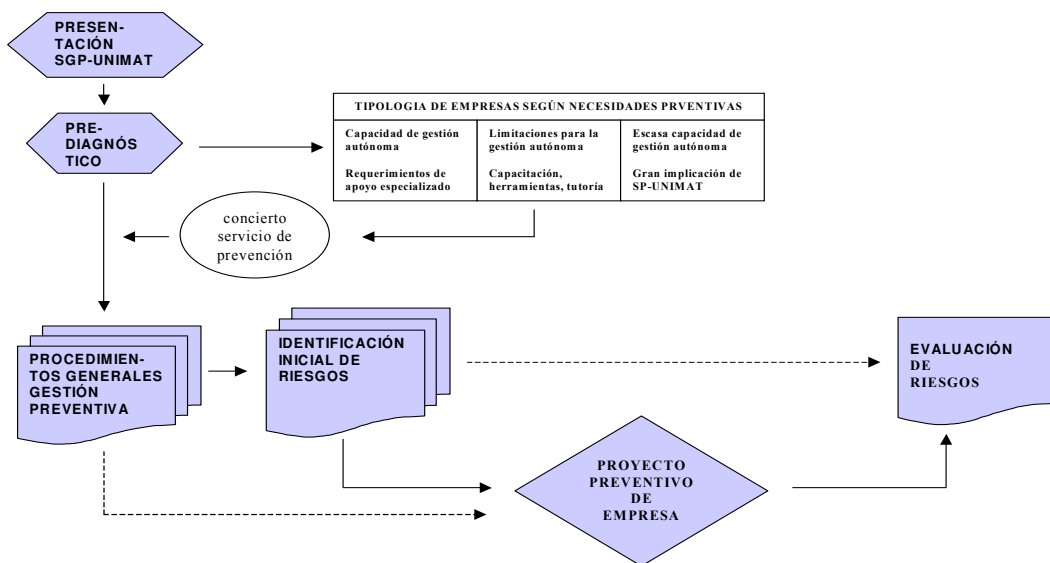 PRESEN-
TACIÓN
SGP-UNIMAT
PRE-
DIAGNÓS
TICO
TIPOLOGIA DE EMPRESAS SEGÚN NECESIDADES PRVENTIVAS
Capacidad de gestión
autónoma
Requerimientos de
apoyo especializado
Limitaciones para la
gestión autónoma
Capacitación,
herramientas, tutoría
Escasa capacidad de
gestión autónoma
Gran implicación de
SP-UNIMAT
concierto
servicio de
prevención
PROCEDIMIEN-
TOS GENERALES
GESTIÓN
PREVENTIVA
IDENTIFICACIÓN
INICIAL DE
RIESGOS
EVALUACIÓN
DE
RIESGOS
PROYECTO
PREVENTIVO
DE
EMPRESA